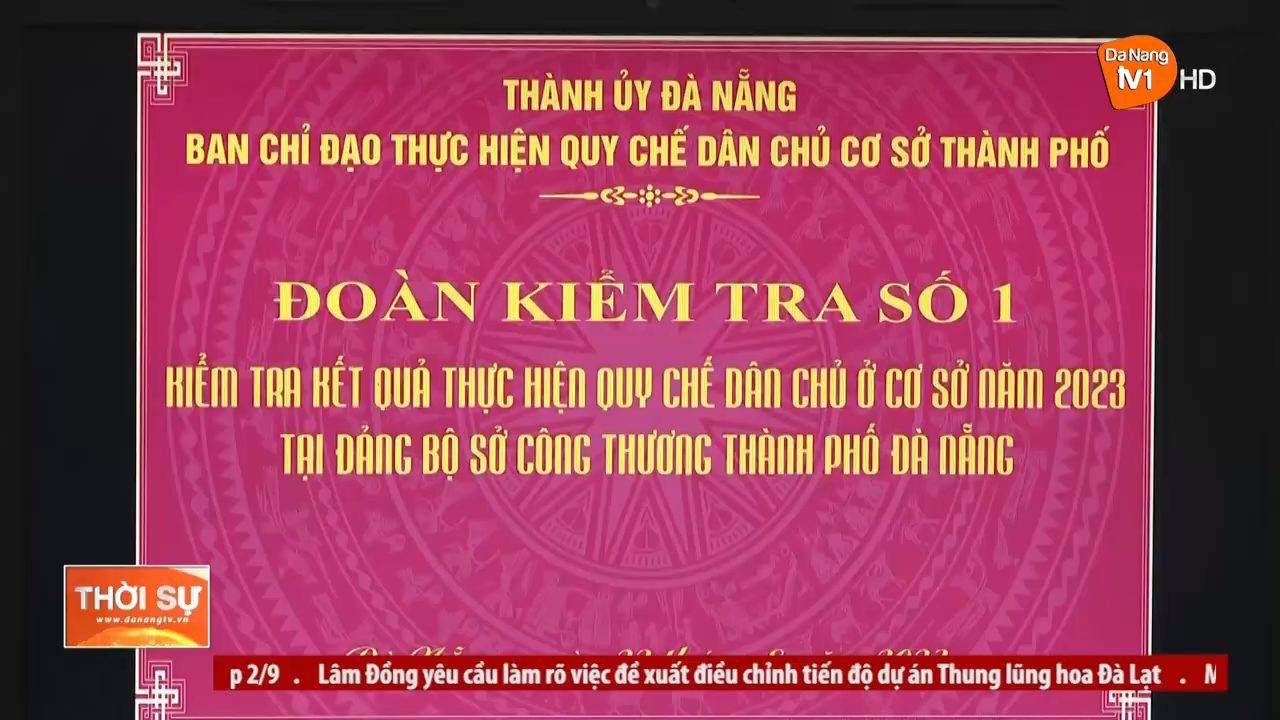 Da Nang
TV1 HD
THÀNH ỦY ĐÀ NẴNG
BAN CHỈ ĐẠO THỰC HIỆN QUY CHẾ DÂN CHỦ CƠ SỞ THÀNH PHỐ
ĐOÀN KIỂM TRA SỐ 1
KIỂM TRA KẾT QUẢ THỰC HIỆN QUY CHẾ DÂN CHỦ Ở CƠ SỞ NĂM 2023
TẠI ĐẢNG BỘ SỞ CÔNG THƯƠNG THÀNH PHỐ ĐÀ NẴNG
THỜI SỰ
www.danangtv.vn
p 2/9 . Lâm Đồng yêu cầu làm rõ việc đề xuất điều chỉnh tiến độ dự án Thung lũng hoa Đà Lạt .